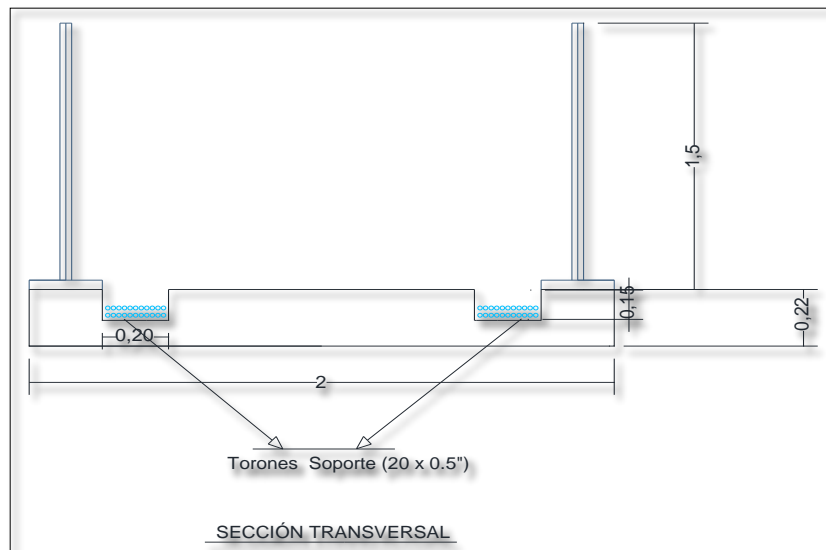 1,5
0,15
0,22
0,20
2
Torones Soporte (20 x 0.5")
SECCIÓN TRANSVERSAL